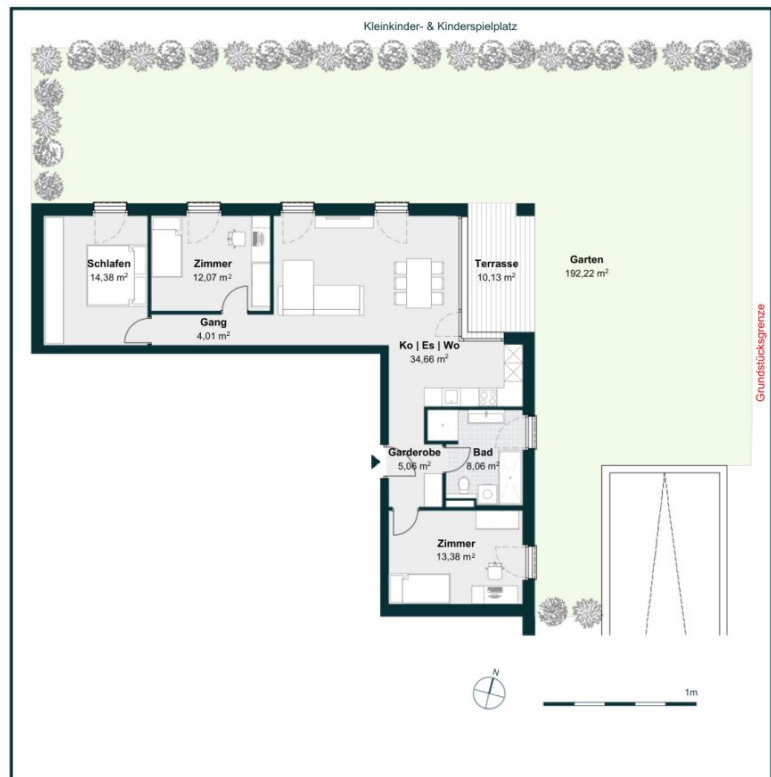 Kleinkinder- & Kinderspielplatz
Schlafen
14,38 m²
Zimmer
12,07 m²
Terrasse
10,13 m²
Garten
192,22 m²
Gang
4,01 m²
Ko | Es | Wo
34,66 m²
Grundstücksgrenze
Garderobe
5,06 m²
Bad
8,06 m²
Zimmer
13,38 m²
N
1m